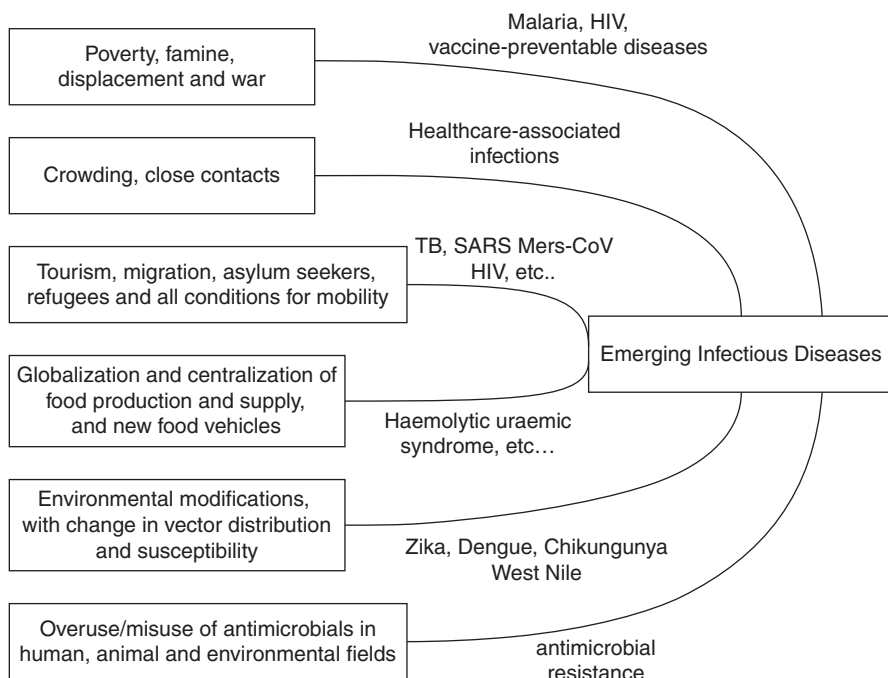 Malaria, HIV,
vaccine-preventable diseases
Poverty, famine,
displacement and war
Healthcare-associated
infections
Crowding, close contacts
TB, SARS Mers-CoV
HIV, etc..
Tourism, migration, asylum seekers,
refugees and all conditions for mobility
Emerging Infectious Diseases
Globalization and centralization of
food production and supply,
and new food vehicles
Haemolytic uraemic
syndrome, etc…
Environmental modifications,
with change in vector distribution
and susceptibility
Zika, Dengue, Chikungunya
West Nile
Overuse/misuse of antimicrobials in
human, animal and environmental fields
antimicrobial
resistance